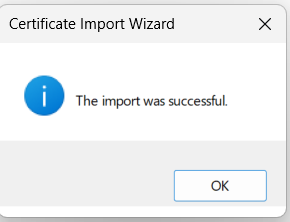 Certificate Import Wizard
The import was successful.
OK